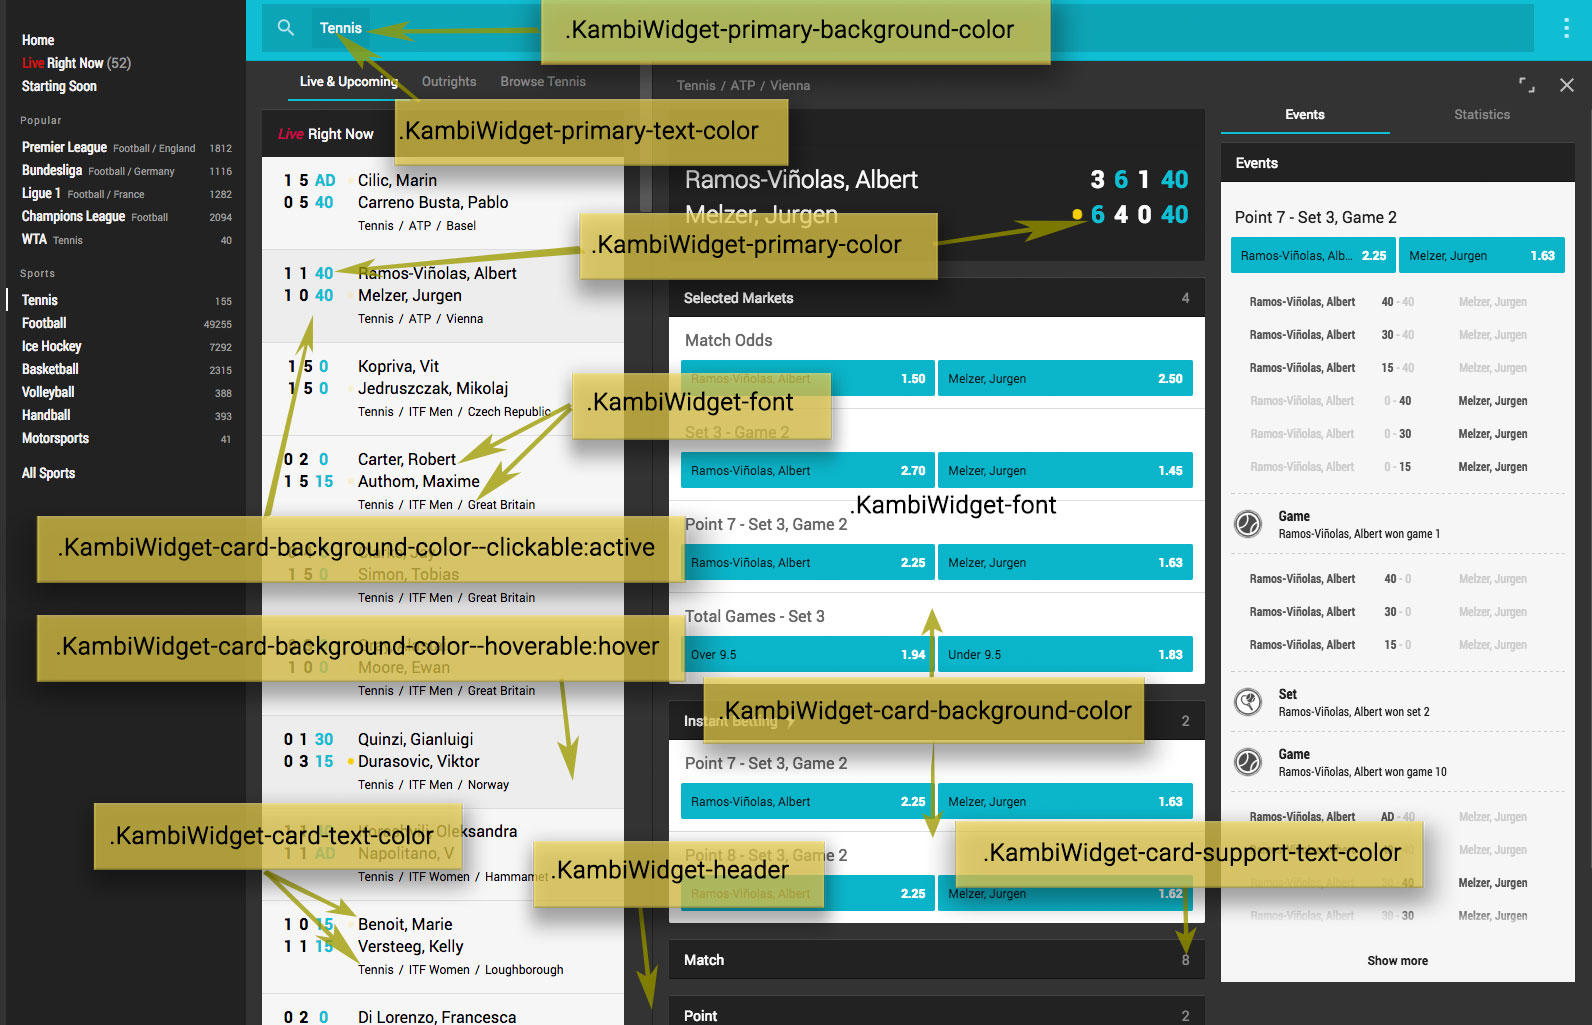 Home
Live Right Now (52)
Starting Soon
Popular
Premier League Football / England 1812
Bundesliga Football / Germany 1116
Ligue 1 Football / France 1282
Champions League Football 2094
WTA Tennis 40
Sports
Tennis 155
Football 49255
Ice Hockey 7292
Basketball 2315
Volleyball 388
Handball 393
Motorsports 41
All Sports
Tennis
.KambiWidget-primary-background-color
Live & Upcoming Outrights Browse Tennis
.KambiWidget-primary-text-color
Live Right Now
1 5 AD Cilic, Marin
0 5 40 Carreno Busta, Pablo
Tennis / ATP / Basel
.KambiWidget-primary-color
1 1 40 Ramos-Viñolas, Albert
1 0 40 Melzer, Jurgen
Tennis / ATP / Vienna
1 5 0 Kopriva, Vit
1 5 0 Jedruszczak, Mikolaj
Tennis / ITF Men / Czech Republic
.KambiWidget-font
0 2 0 Carter, Robert
1 5 15 Authom, Maxime
Tennis / ITF Men / Great Britain
.KambiWidget-card-background-color--clickable:active
1 5 0 Simon, Tobias
Tennis / ITF Men / Great Britain
.KambiWidget-card-background-color--hoverable:hover
1 0 0 Moore, Ewan
Tennis / ITF Men / Great Britain
0 1 30 Quinzi, Gianluigi
0 3 15 Durasovic, Viktor
Tennis / ITF Men / Norway
.KambiWidget-card-text-color
Oleksandra
1 1 AD Napolitano, V
Tennis / ITF Women / Hammamet
.KambiWidget-header
1 0 15 Benoit, Marie
1 1 15 Versteeg, Kelly
Tennis / ITF Women / Loughborough
0 2 0 Di Lorenzo, Francesca
Tennis / ATP / Vienna
Ramos-Viñolas, Albert 3 6 1 40
Melzer, Jurgen 6 4 0 40
Selected Markets 4
Match Odds
Ramos-Viñolas, Albert 1.50 Melzer, Jurgen 2.50
Set 3 - Game 2
Ramos-Viñolas, Albert 2.70 Melzer, Jurgen 1.45
.KambiWidget-font
Point 7 - Set 3, Game 2
Ramos-Viñolas, Albert 2.25 Melzer, Jurgen 1.63
Total Games - Set 3
Over 9.5 1.94 Under 9.5 1.83
.KambiWidget-card-background-color
Instant Betting 2
Point 7 - Set 3, Game 2
Ramos-Viñolas, Albert 2.25 Melzer, Jurgen 1.63
.KambiWidget-card-support-text-color
Point 8 - Set 3, Game 2
Ramos-Viñolas, Albert 2.25 Melzer, Jurgen 1.62
Match 8
Point 2
Events Statistics
Events
Point 7 - Set 3, Game 2
Ramos-Viñolas, Alb... 2.25 Melzer, Jurgen 1.63
Ramos-Viñolas, Albert 40 - 40 Melzer, Jurgen
Ramos-Viñolas, Albert 30 - 40 Melzer, Jurgen
Ramos-Viñolas, Albert 15 - 40 Melzer, Jurgen
Ramos-Viñolas, Albert 0 - 40 Melzer, Jurgen
Ramos-Viñolas, Albert 0 - 30 Melzer, Jurgen
Ramos-Viñolas, Albert 0 - 15 Melzer, Jurgen
Game
Ramos-Viñolas, Albert won game 1
Ramos-Viñolas, Albert 40 - 0 Melzer, Jurgen
Ramos-Viñolas, Albert 30 - 0 Melzer, Jurgen
Ramos-Viñolas, Albert 15 - 0 Melzer, Jurgen
Set
Ramos-Viñolas, Albert won set 2
Game
Ramos-Viñolas, Albert won game 10
Ramos-Viñolas, Albert AD - 40 Melzer, Jurgen
Ramos-Viñolas, Albert 30 - 40 Melzer, Jurgen
Ramos-Viñolas, Albert 30 - 30 Melzer, Jurgen
Show more